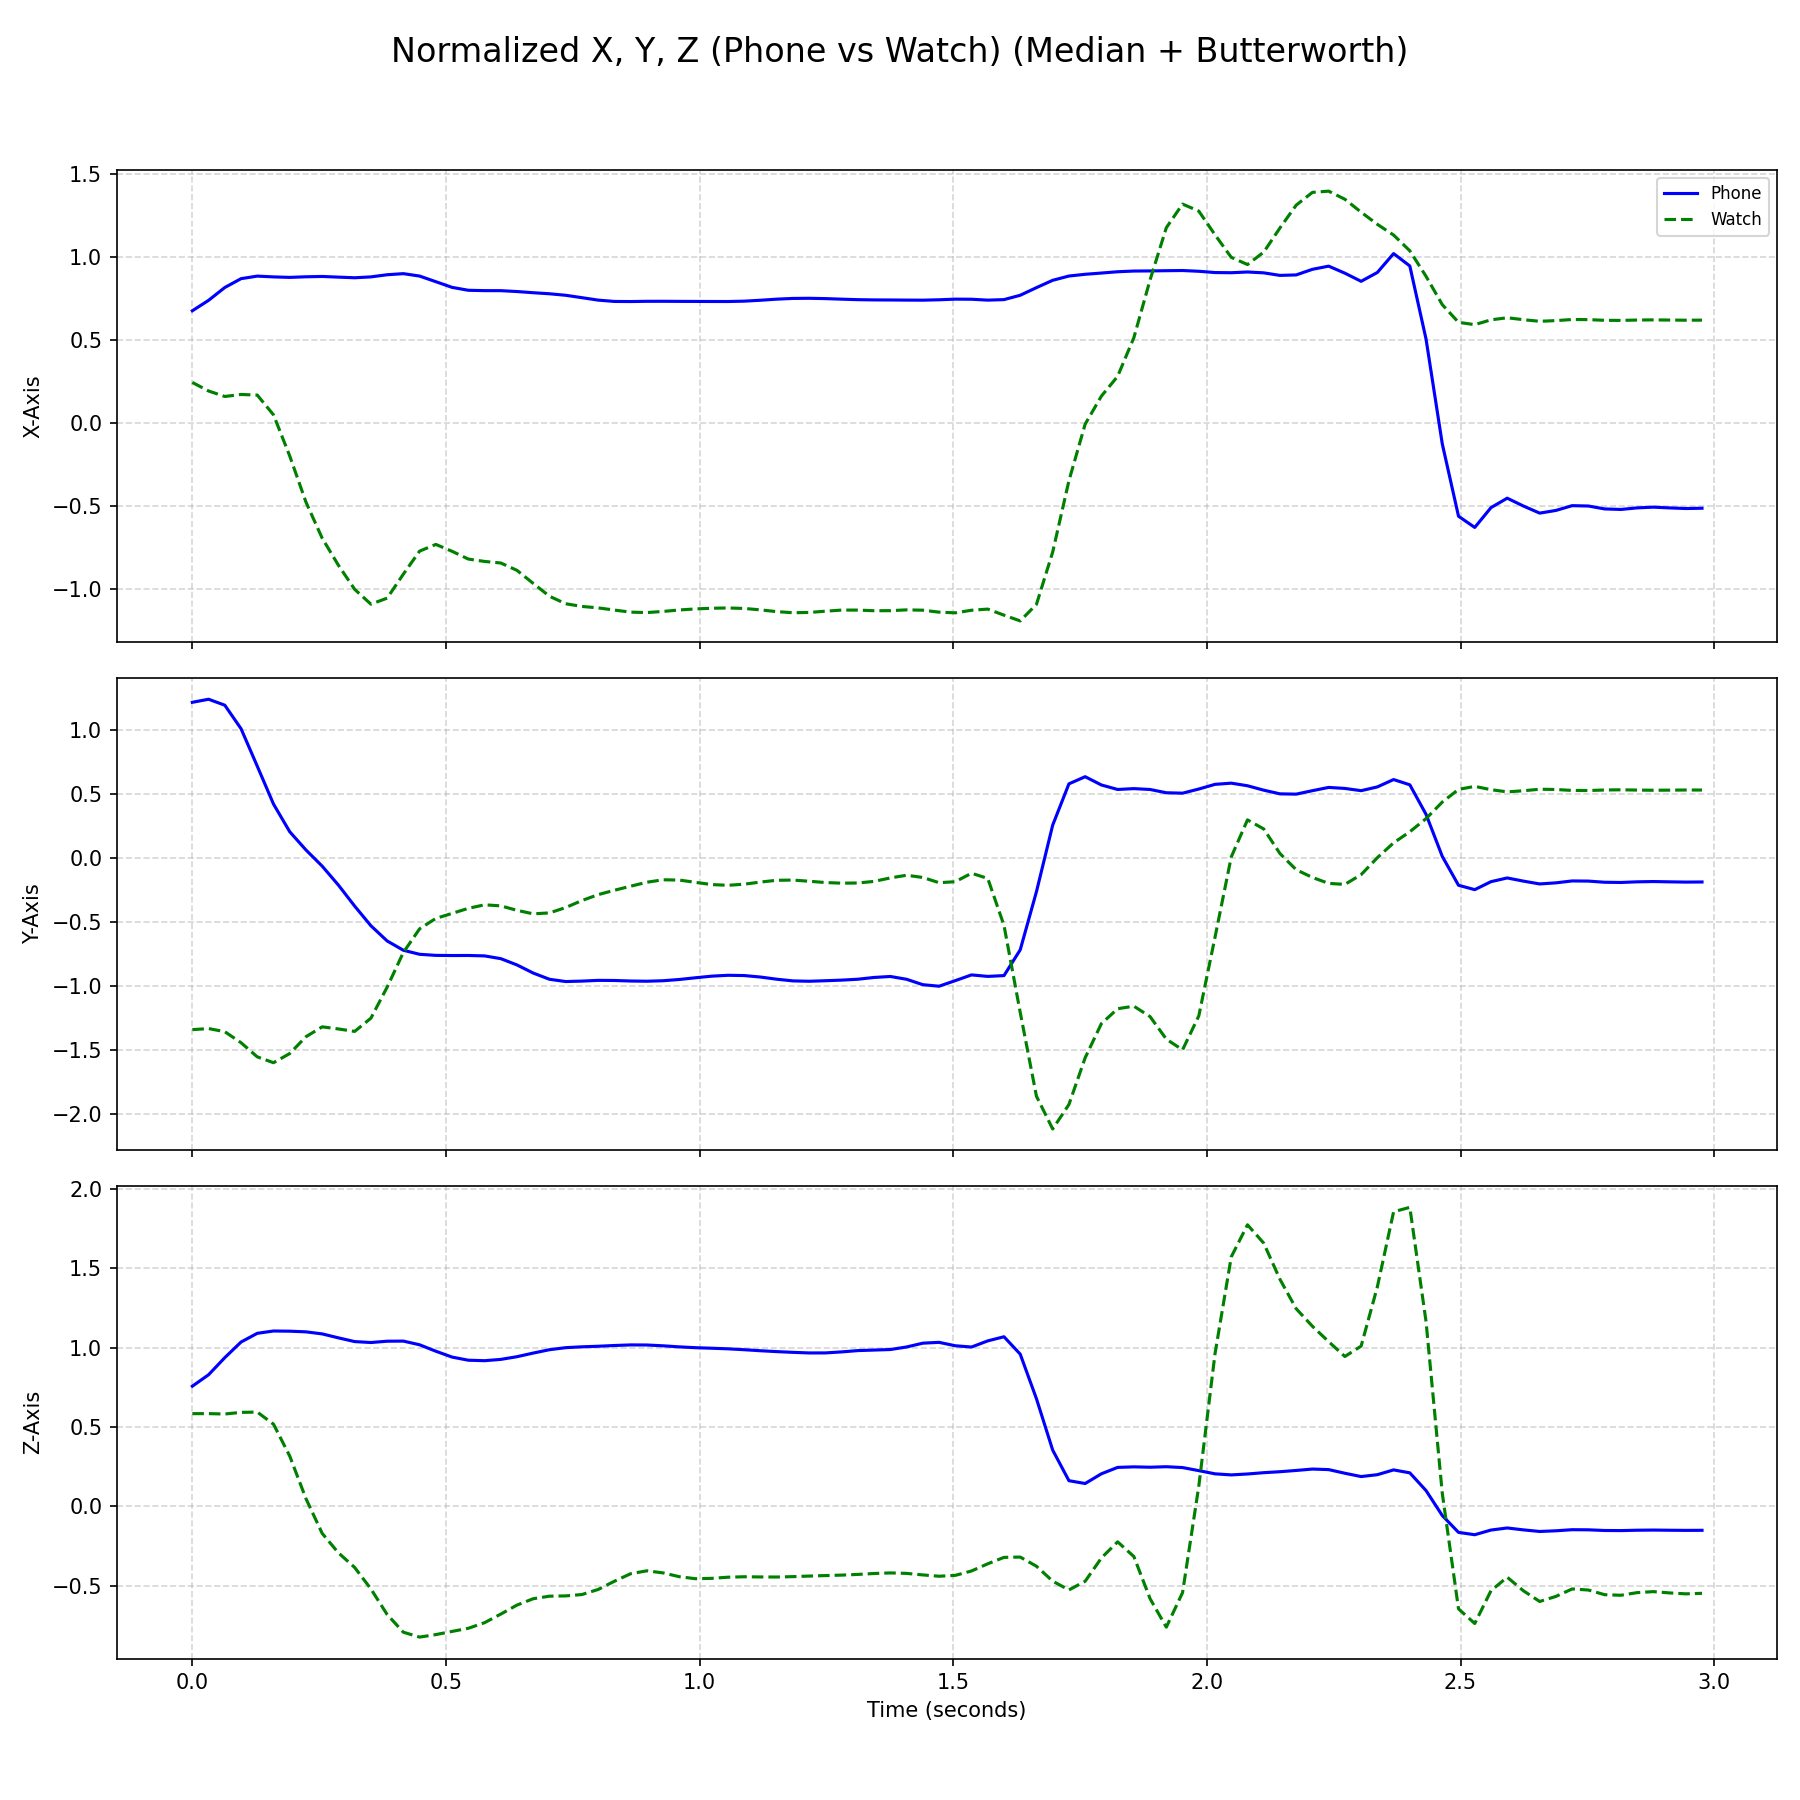 Normalized X, Y, Z (Phone vs Watch) (Median + Butterworth)
1.5
1.0
0.5
0.0
−0.5
−1.0
X-Axis
Phone
Watch
1.0
0.5
0.0
−0.5
−1.0
−1.5
−2.0
Y-Axis
2.0
1.5
1.0
0.5
0.0
−0.5
Z-Axis
0.0 0.5 1.0 1.5 2.0 2.5 3.0
Time (seconds)